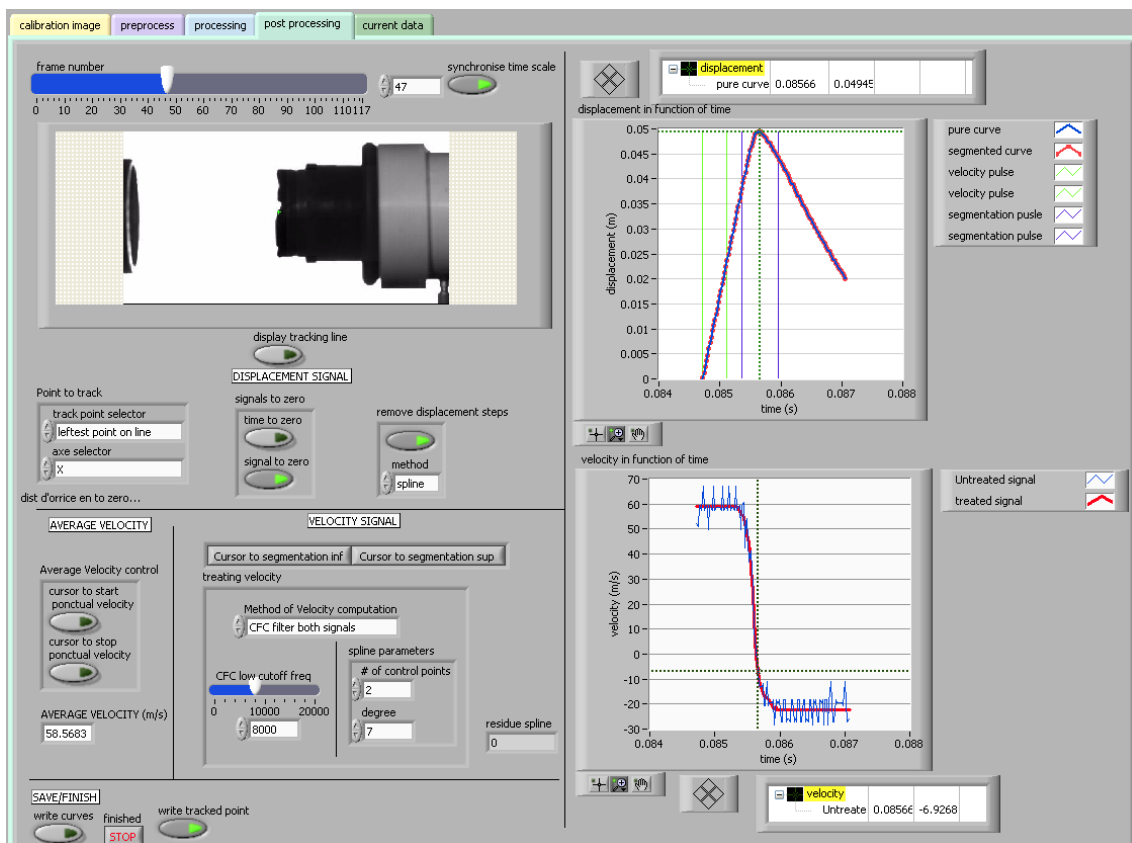 calibration image preprocess processing post processing current data
frame number
47
synchronise time scale
0 10 20 30 40 50 60 70 80 90 100 110 117
display tracking line
DISPLACEMENT SIGNAL
Point to track
track point selector
leftest point on line
axe selector
X
signals to zero
time to zero
signal to zero
remove displacement steps
method
spline
dist d'orrice en to zero...
AVERAGE VELOCITY
Average Velocity control
cursor to start
ponctual velocity
cursor to stop
ponctual velocity
AVERAGE VELOCITY (m/s)
58.5683
VELOCITY SIGNAL
Cursor to segmentation inf Cursor to segmentation sup
treating velocity
Method of Velocity computation
CFC filter both signals
CFC low cutoff freq
0 10000 20000
8000
spline parameters
# of control points
2
degree
7
residue spline
0
SAVE/FINISH
write curves
finished
STOP
write tracked point
displacement
pure curve 0.08566 0.04945
displacement in function of time
0.05
0.045
0.04
0.035
0.03
0.025
0.02
0.015
0.01
0.005
0
displacement (m)
0.084 0.085 0.086 0.087 0.088
time (s)
pure curve
segmented curve
velocity pulse
velocity pulse
segmentation pusle
segmentation pulse
velocity in function of time
70
60
50
40
30
20
10
0
-10
-20
-30
velocity (m/s)
0.084 0.085 0.086 0.087 0.088
time (s)
Untreated signal
treated signal
velocity
Untreate 0.08566 -6.9268